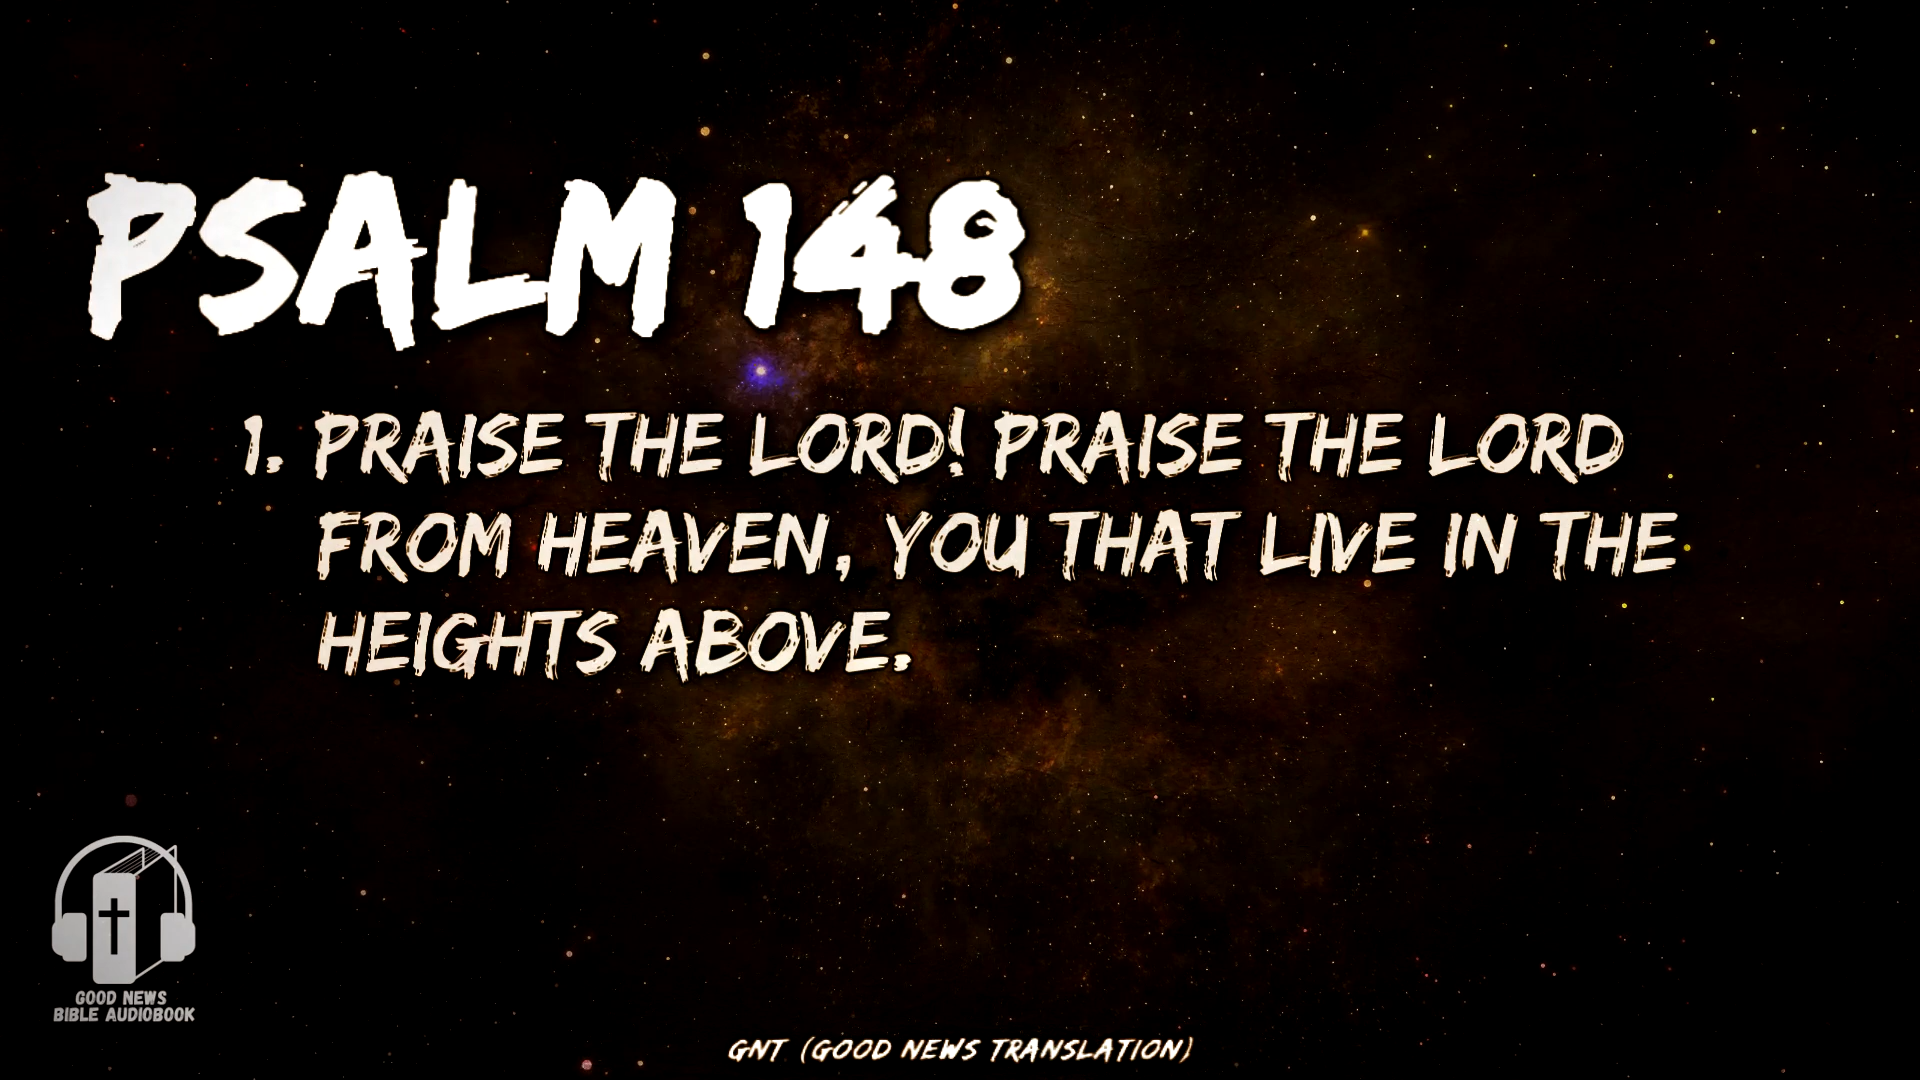 PSALM 148
1. PRAISE THE LORD! PRAISE THE LORD
FROM HEAVEN, YOU THAT LIVE IN THE
HEIGHTS ABOVE.
GOOD NEWS
BIBLE AUDIOBOOK
GNT (GOOD NEWS TRANSLATION)